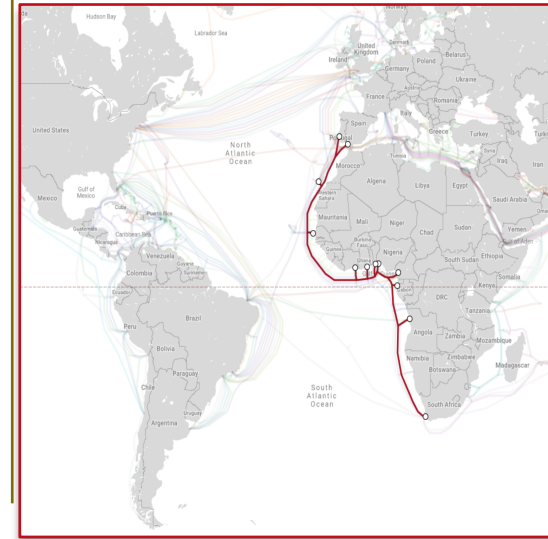 Hudson Bay
Labrador Sea
Norway
United
Kingdom
Denmark
Ireland
Belarus
Poland
Germany
Ukraine
Austria
France
Romania
Italy
Spain
Portugal
Greece
Turkey
United States
North
Atlantic
Ocean
Tunisia
Syria
Iraq
Morocco
Algeria
Libya
Egypt
Western
Sahara
Saudi Arabia
Gulf of
Mexico
Mexico
Cuba
Puerto Rico
Mauritania
Mali
Niger
Chad
Sudan
Yemen
Gulf of Aden
Guatemala
Caribbean Sea
Nicaragua
Burkina
Faso
Guinea
Ghana
Nigeria
Venezuela
Guyana
Suriname
Colombia
South Sudan
Ethiopia
Somalia
Ecuador
Gabon
Kenya
DRC
Tanzania
Peru
Brazil
Angola
Zambia
Mozambique
Bolivia
Namibia
Zimbabwe
Botswana
Madagascar
Paraguay
Chile
South
Atlantic
Ocean
South Africa
Uruguay
Argentina